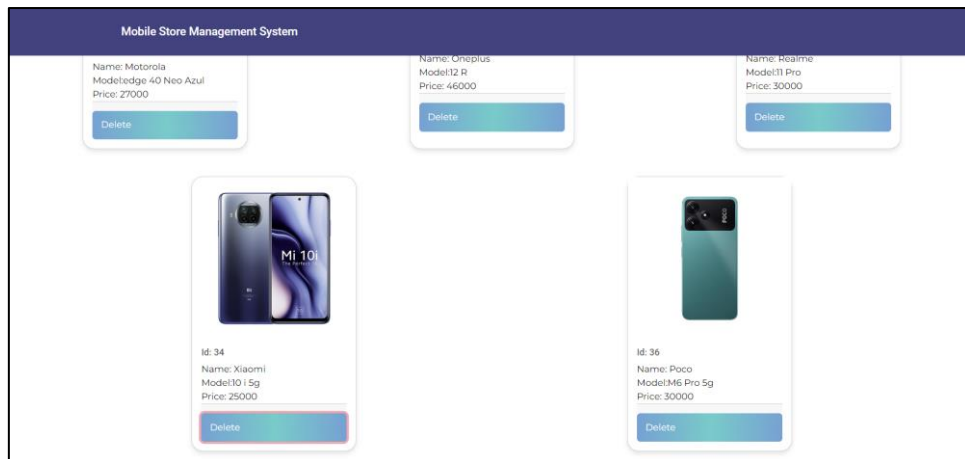 Mobile Store Management System
Name: Motorola
Model:edge 40 Neo Azul
Price: 27000
Delete
Name: Oneplus
Model:12 R
Price: 46000
Delete
Name: Realme
Model:11 Pro
Price: 30000
Delete
Mi 10i
Id: 34
Name: Xiaomi
Model:10 i 5g
Price: 25000
Delete
POCO
Id: 36
Name: Poco
Model:M6 Pro 5g
Price: 30000
Delete